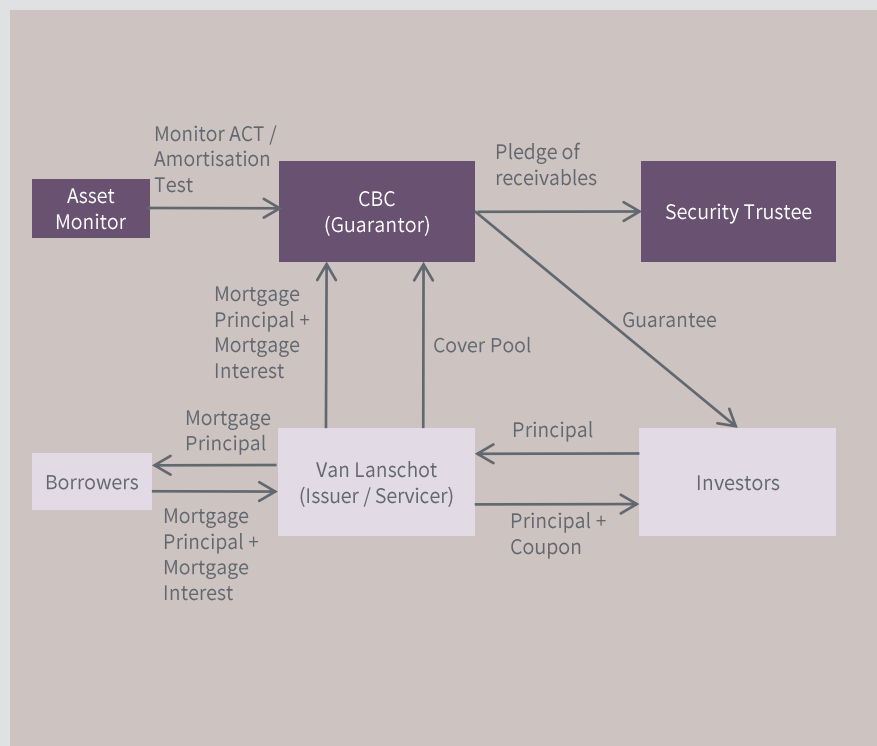 Monitor ACT /
Amortisation
Test
Asset
Monitor
CBC
(Guarantor)
Pledge of
receivables
Security Trustee
Mortgage
Principal +
Mortgage
Interest
Cover Pool
Guarantee
Mortgage
Principal
Borrowers
Mortgage
Principal +
Mortgage
Interest
Van Lanschot
(Issuer / Servicer)
Principal
Principal +
Coupon
Investors